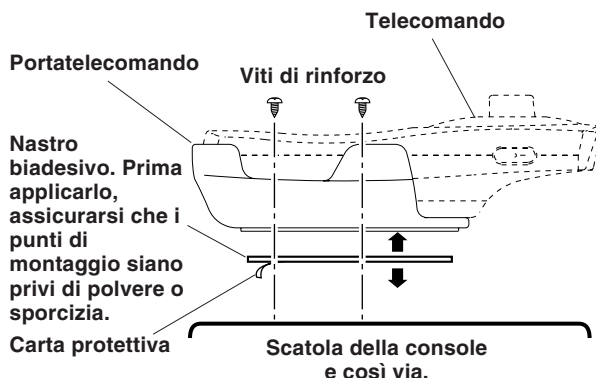 Telecomando
Portatelecomando
Viti di rinforzo
Nastro
biadesivo. Prima
applicarlo,
assicurarsi che i
punti di
montaggio siano
privi di polvere o
sporcizia.
Carta protettiva
Scatola della console
e così via.